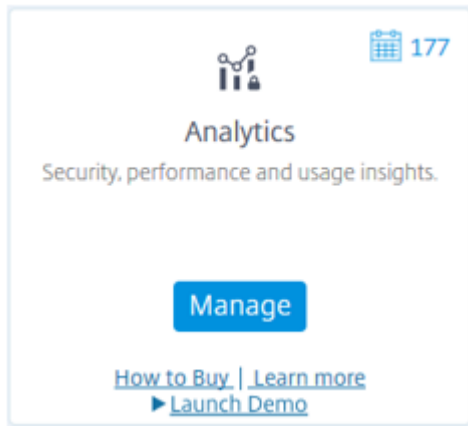 177
Analytics
Security, performance and usage insights.
Manage
How to Buy | Learn more
Launch Demo